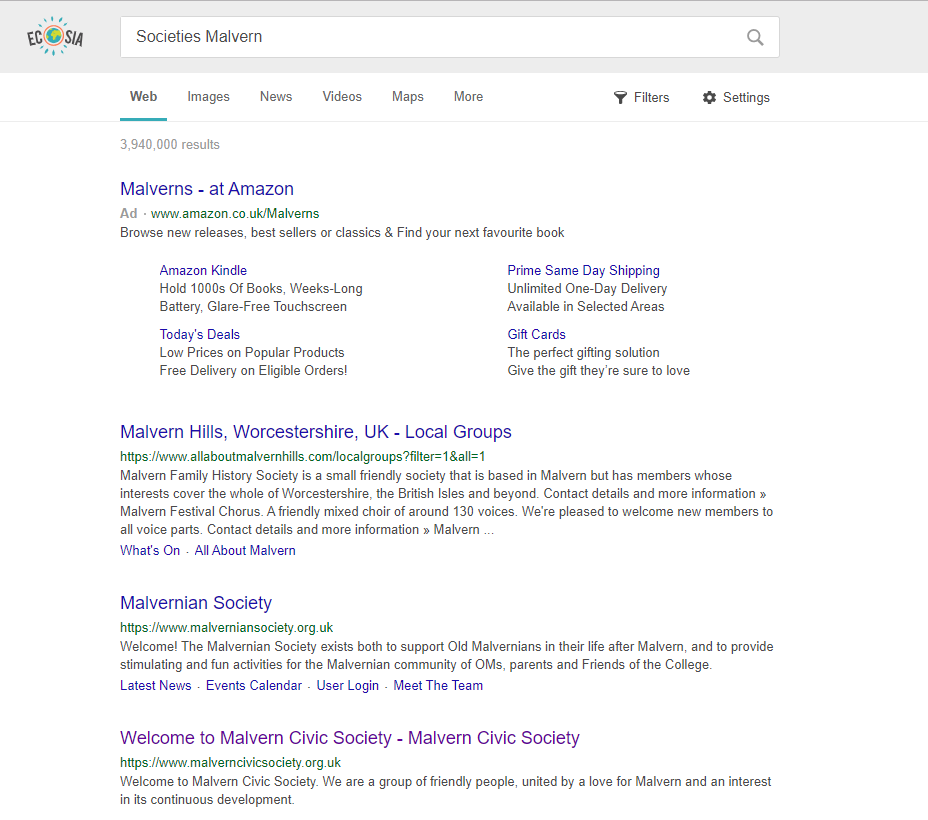 ECOSIA
Societies Malvern
Web Images News Videos Maps More Filters Settings
3,940,000 results
Malverns - at Amazon
Ad · www.amazon.co.uk/Malverns
Browse new releases, best sellers or classics & Find your next favourite book
Amazon Kindle
Hold 1000s Of Books, Weeks-Long
Battery, Glare-Free Touchscreen
Prime Same Day Shipping
Unlimited One-Day Delivery
Available in Selected Areas
Today's Deals
Low Prices on Popular Products
Free Delivery on Eligible Orders!
Gift Cards
The perfect gifting solution
Give the gift they're sure to love
Malvern Hills, Worcestershire, UK - Local Groups
https://www.allaboutmalvernhills.com/localgroups?filter=1&all=1
Malvern Family History Society is a small friendly society that is based in Malvern but has members whose
interests cover the whole of Worcestershire, the British Isles and beyond. Contact details and more information »
Malvern Festival Chorus. A friendly mixed choir of around 130 voices. We're pleased to welcome new members to
all voice parts. Contact details and more information » Malvern ...
What's On · All About Malvern
Malvernian Society
https://www.malverniansociety.org.uk
Welcome! The Malvernian Society exists both to support Old Malvernians in their life after Malvern, and to provide
stimulating and fun activities for the Malvernian community of OMs, parents and Friends of the College.
Latest News · Events Calendar · User Login · Meet The Team
Welcome to Malvern Civic Society - Malvern Civic Society
https://www.malverncivicsociety.org.uk
Welcome to Malvern Civic Society. We are a group of friendly people, united by a love for Malvern and an interest
in its continuous development.